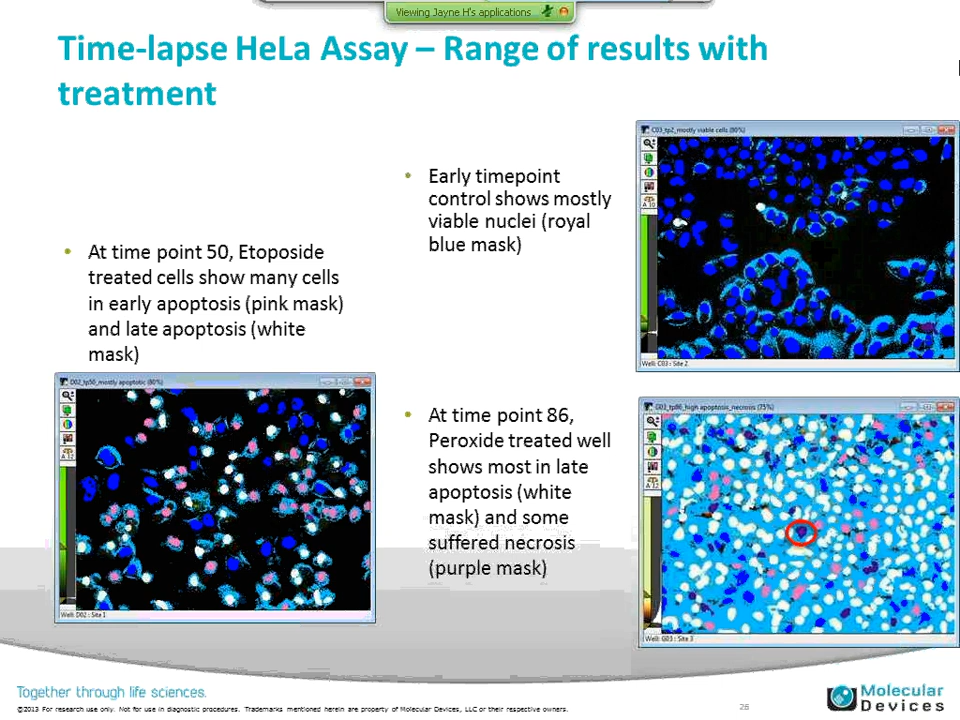 Viewing Jayne H's applications
Time-lapse HeLa Assay – Range of results with
treatment
• Early timepoint
control shows mostly
viable nuclei (royal
blue mask)
• At time point 50, Etoposide
treated cells show many cells
in early apoptosis (pink mask)
and late apoptosis (white
mask)
• At time point 86,
Peroxide treated well
shows most in late
apoptosis (white
mask) and some
suffered necrosis
(purple mask)
C03_tp2_mostly viable cells (80%)
A 10
Well: C03 : Site 2
D02_tp50_mostly apoptotic (80%)
A 12
Well: D02 : Site 1
G03_tp86_high apoptosis_necrosis (75%)
A 12
Well: G03 : Site 3
Together through life sciences.
©2013 For research use only. Not for use in diagnostic procedures. Trademarks mentioned herein are property of Molecular Devices, LLC or their respective owners.
26
Molecular
Devices